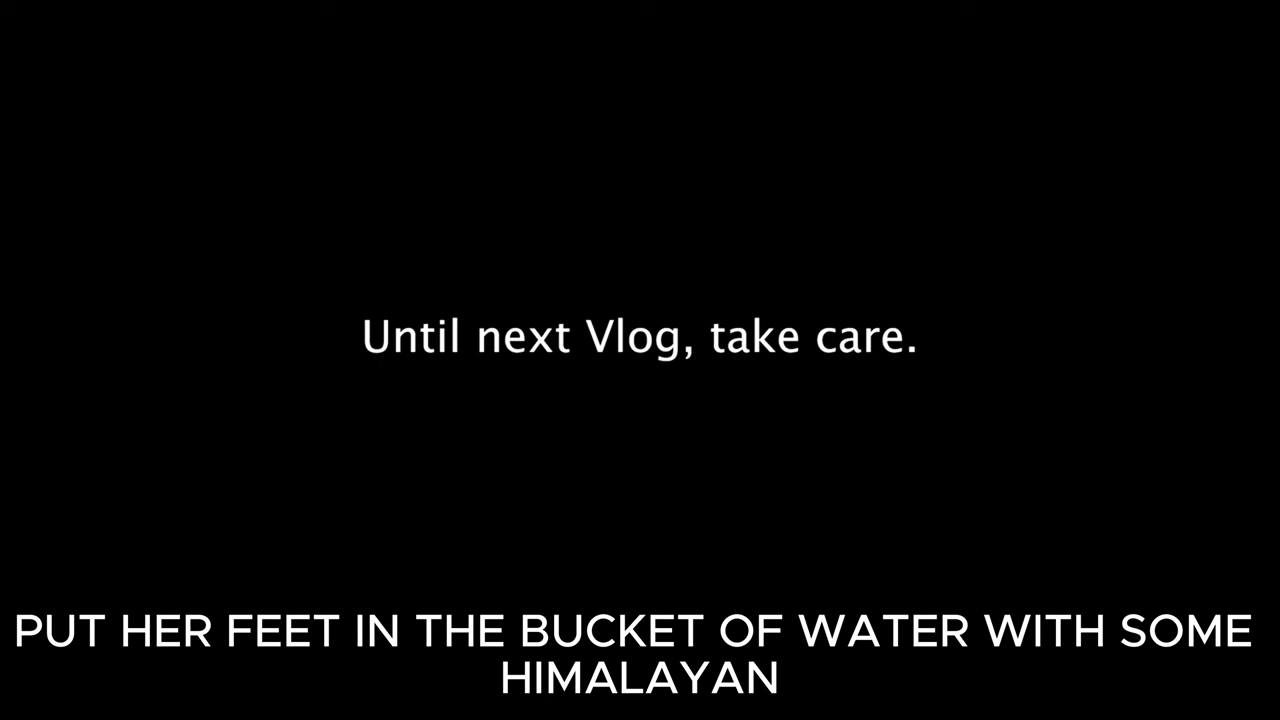 Until next Vlog, take care.
PUT HER FEET IN THE BUCKET OF WATER WITH SOME
HIMALAYAN